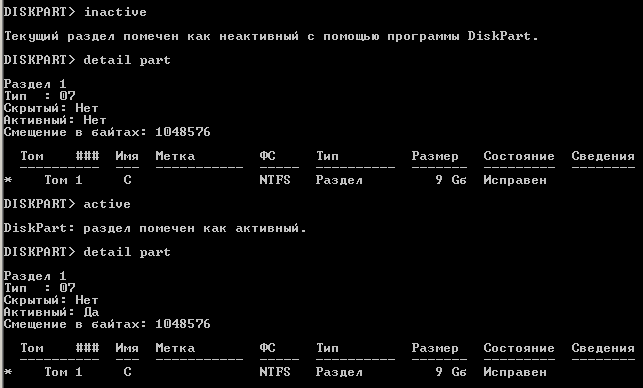 DISKPART> inactive
Текущий раздел помечен как неактивный с помощью программы DiskPart.
DISKPART> detail part
Раздел 1
Тип : 07
Скрытый: Нет
Активный: Нет
Смещение в байтах: 1048576
Том ### Имя Метка ФС Тип Размер Состояние Сведения
* Том 1 C NTFS Раздел 9 Gб Исправен
DISKPART> active
DiskPart: раздел помечен как активный.
DISKPART> detail part
Раздел 1
Тип : 07
Скрытый: Нет
Активный: Да
Смещение в байтах: 1048576
Том ### Имя Метка ФС Тип Размер Состояние Сведения
* Том 1 C NTFS Раздел 9 Gб Исправен